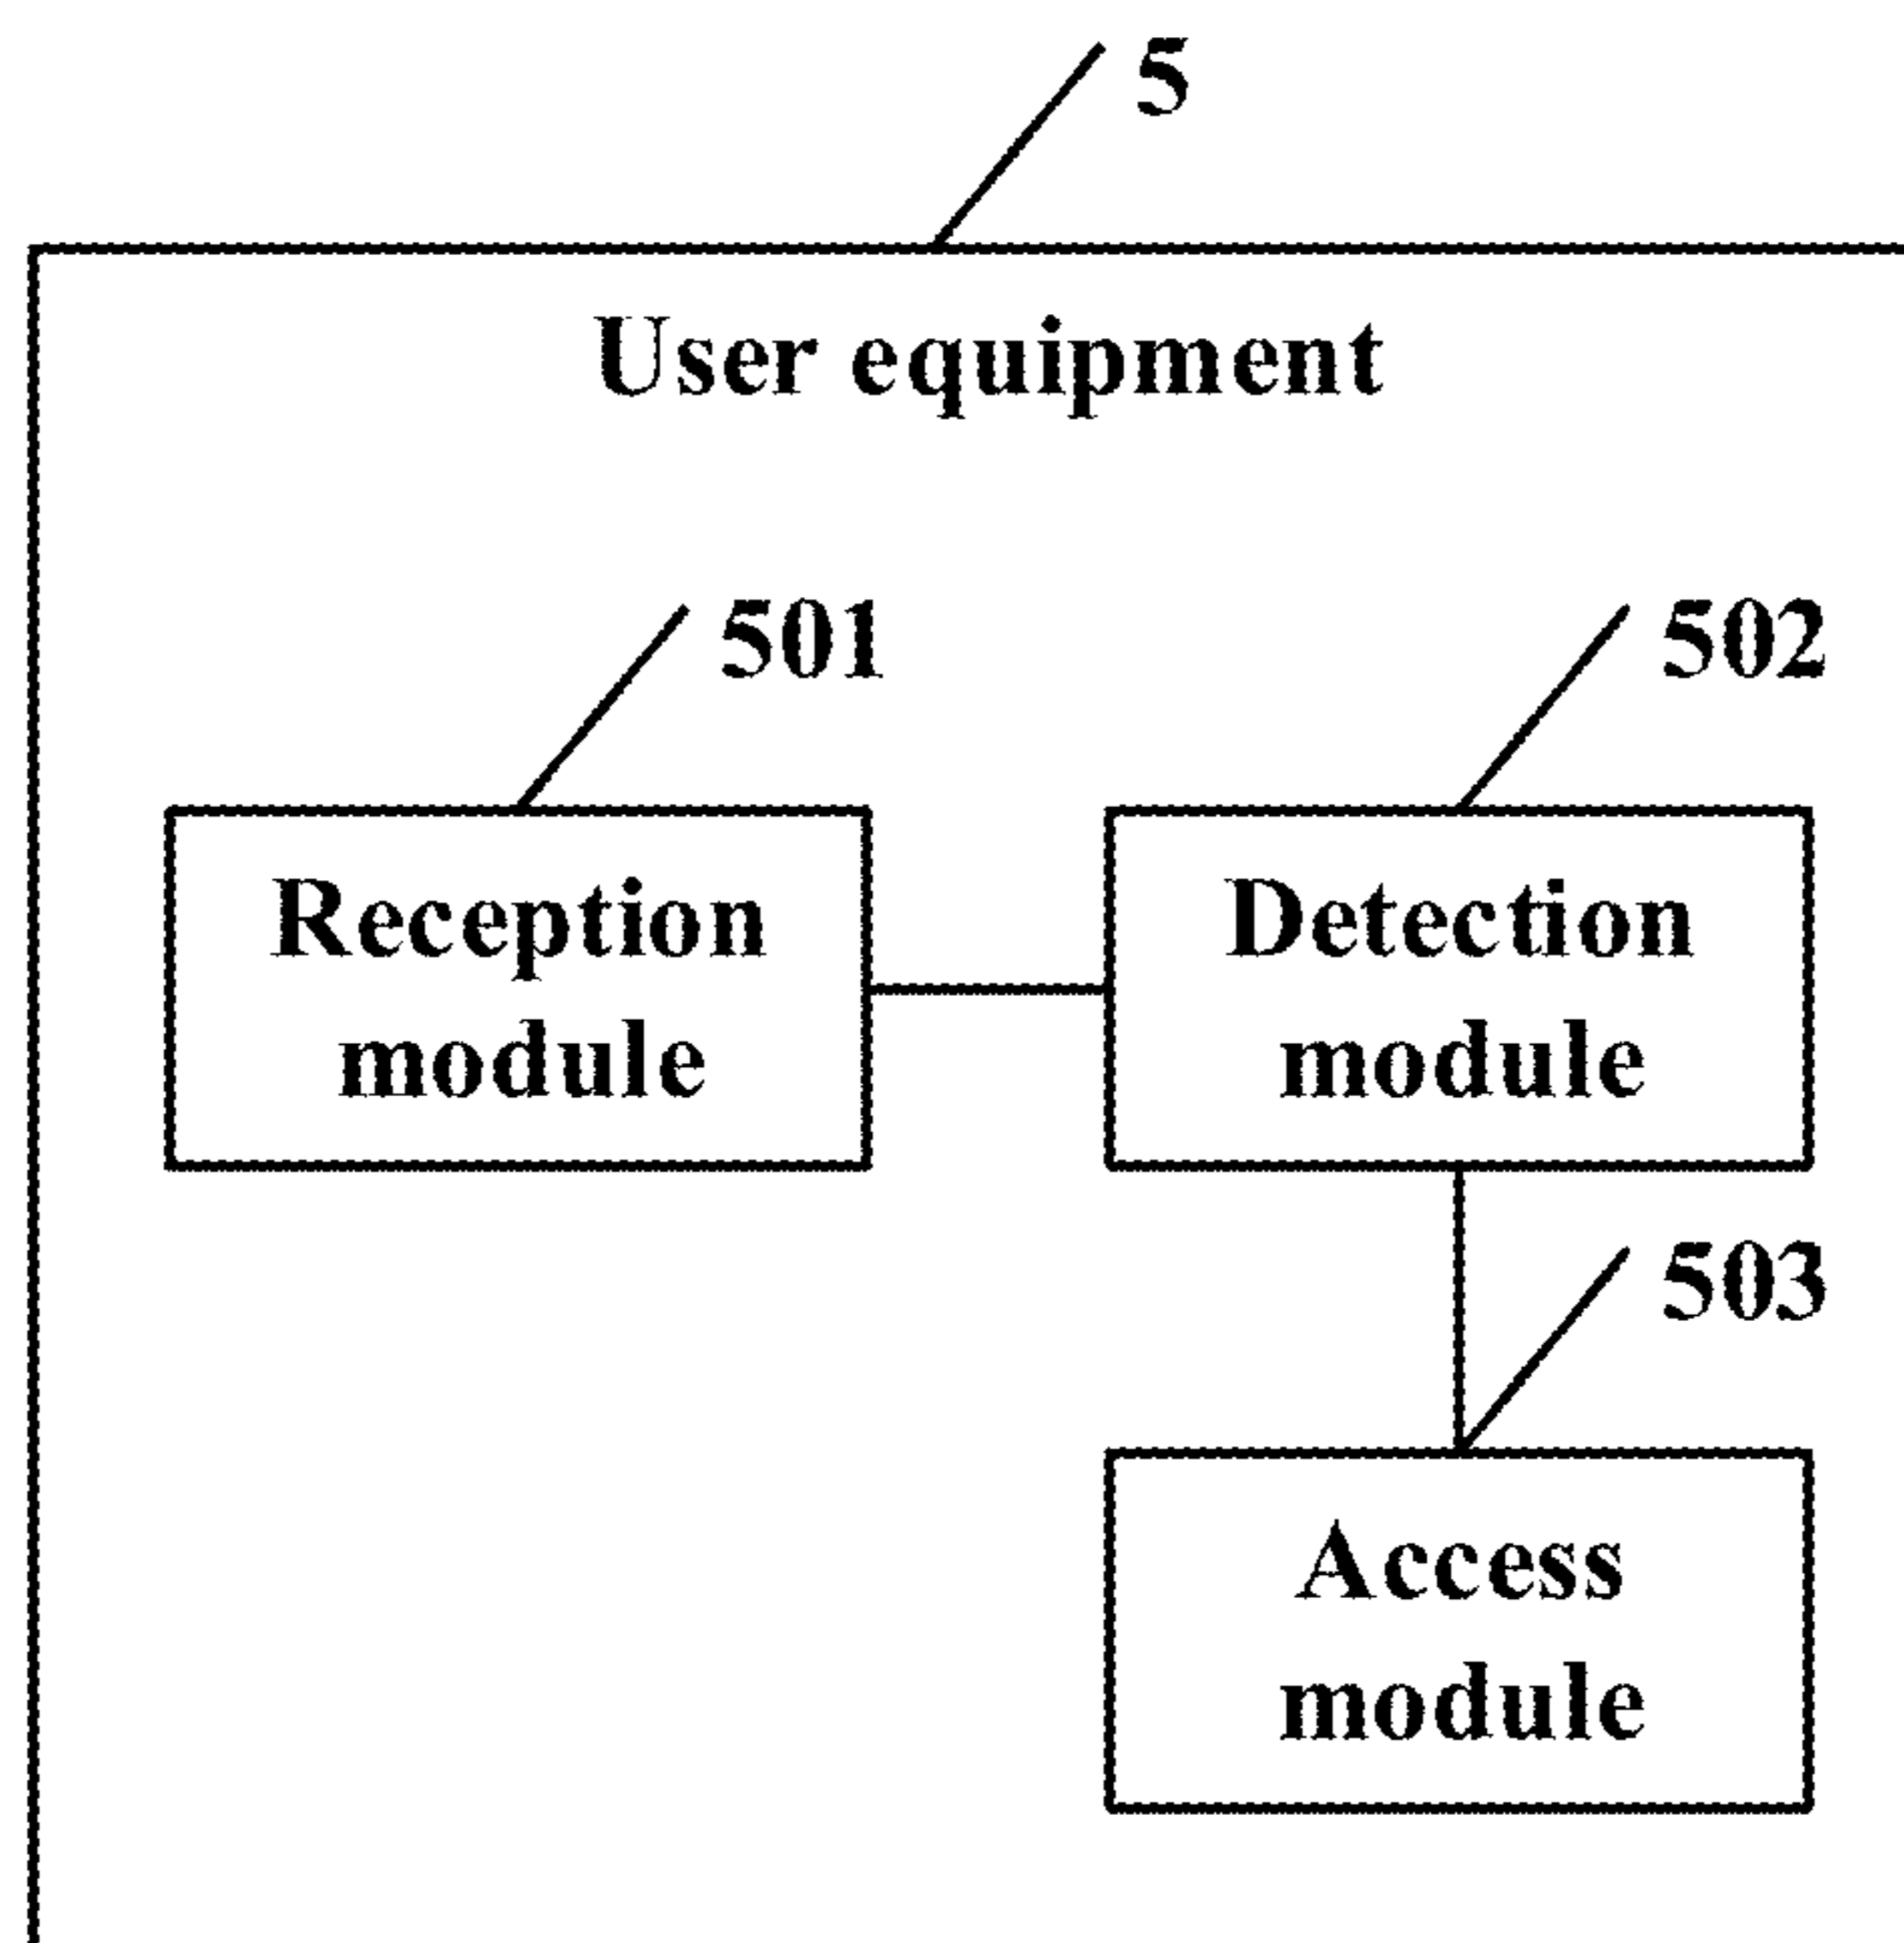 5
User equipment
501
502
Reception
module
Detection
module
503
Access
module